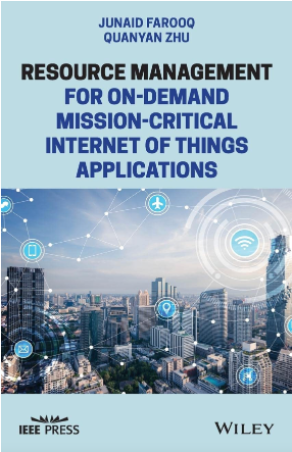 JUNAID FAROOQ
QUANYAN ZHU
RESOURCE MANAGEMENT
FOR ON-DEMAND
MISSION-CRITICAL
INTERNET OF THINGS
APPLICATIONS
IEEE PRESS
WILEY